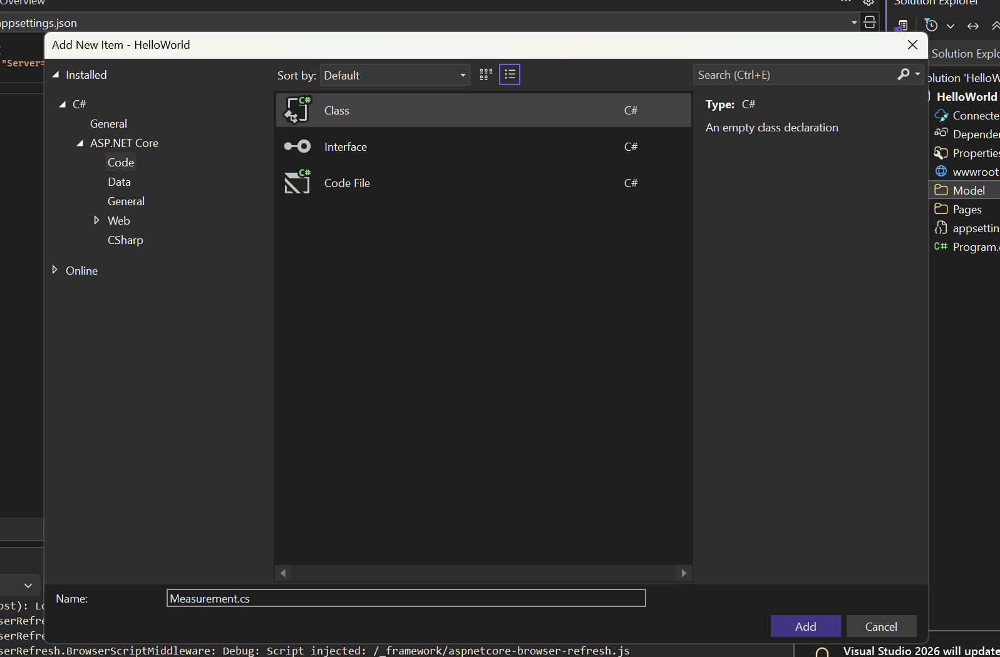 Overview
Solution Explorer
appsettings.json
Add New Item - HelloWorld
"Server=
Installed
Sort by:
Default
Search (Ctrl+E)
C#
General
ASP.NET Core
Code
Data
General
Web
CSharp
Online
Class
C#
Interface
C#
Code File
C#
Type: C#
An empty class declaration
Solution Explo
olution 'HelloW
HelloWorld
Connecte
Depender
Properties
wwwroot
Model
Pages
appsettin
Program.
Name:
Measurement.cs
Add
Cancel
ost): Lo
serRefre
serRefre
serRefresh.BrowserScriptMiddleware: Debug: Script injected: /_framework/aspnetcore-browser-refresh.js
Visual Studio 2026 will update